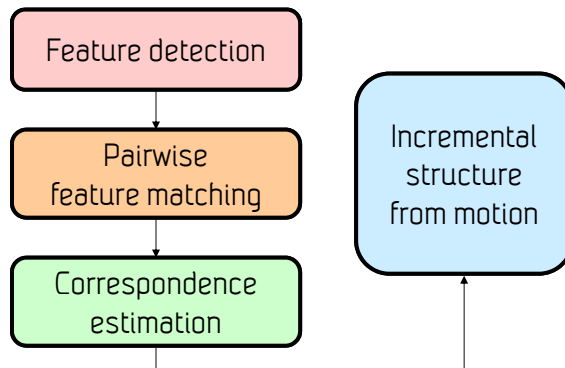 Feature detection
Pairwise
feature matching
Correspondence
estimation
Incremental
structure
from motion